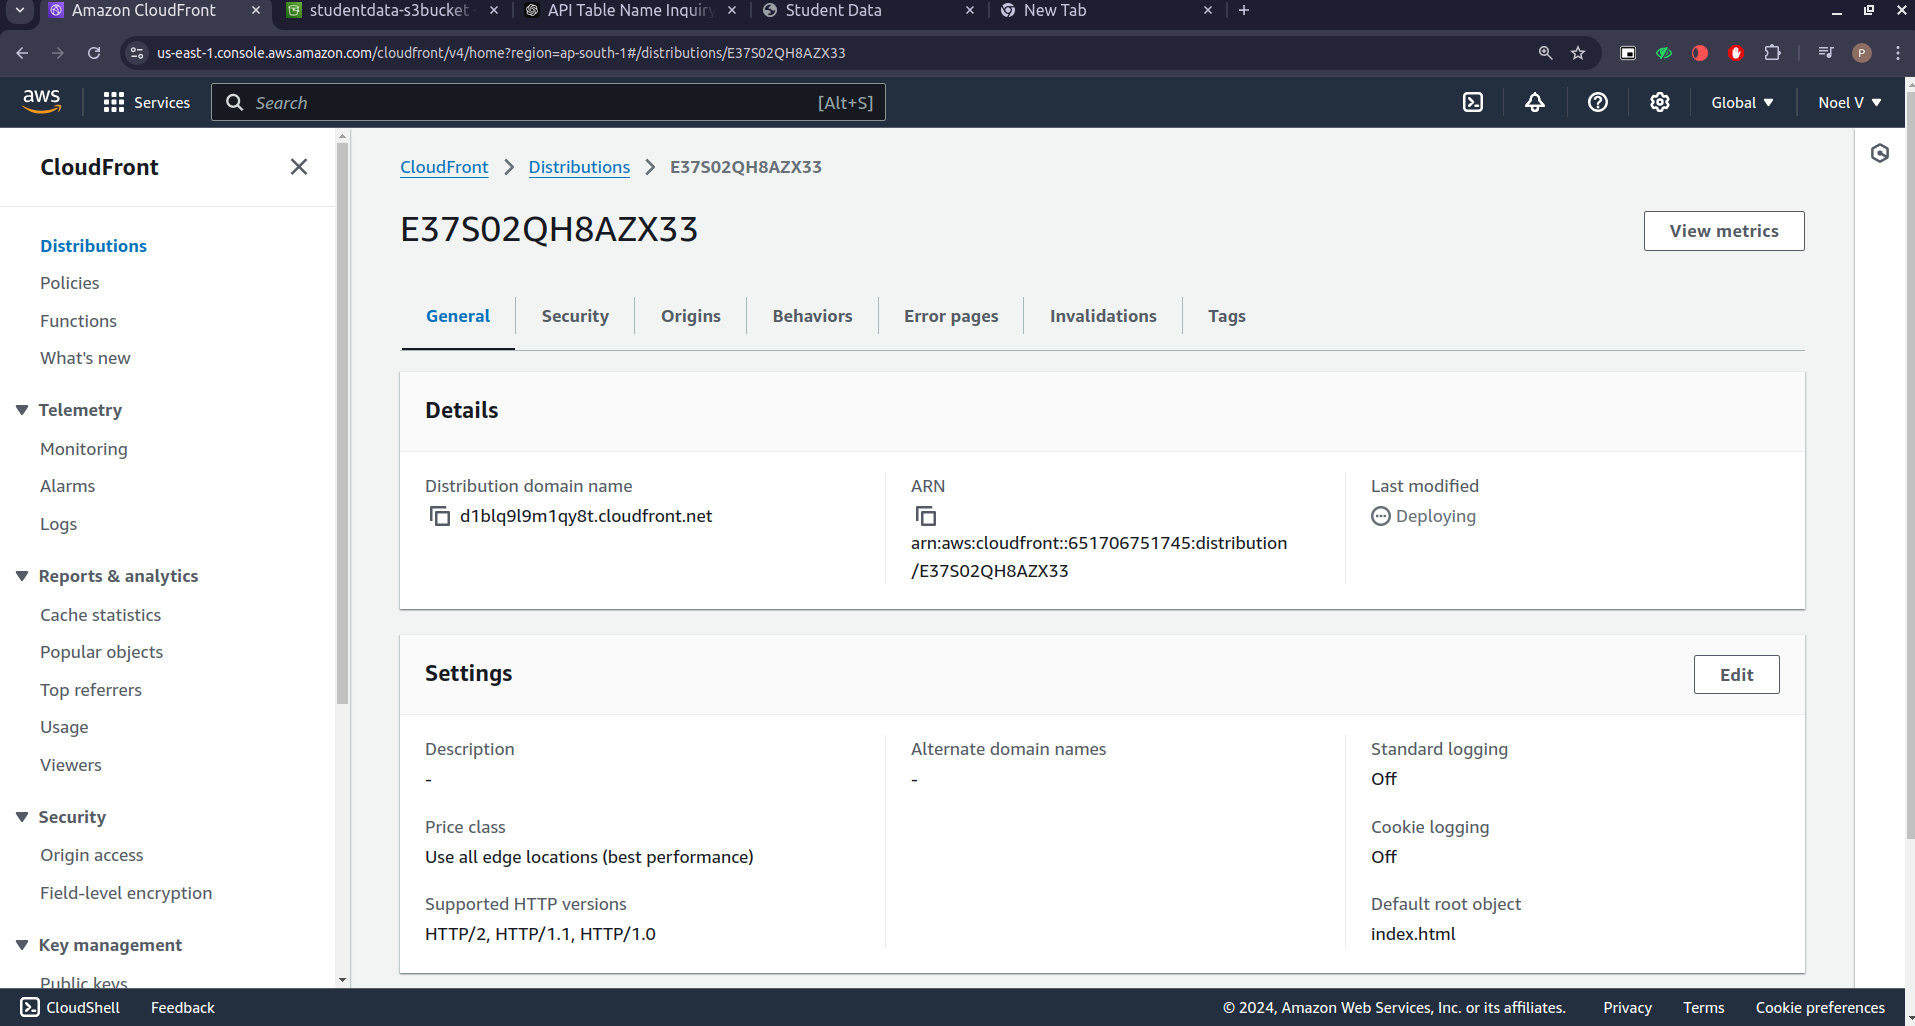 Amazon CloudFront
studentdata-s3bucket
API Table Name Inquiry
Student Data
New Tab
us-east-1.console.aws.amazon.com/cloudfront/v4/home?region=ap-south-1#/distributions/E37S02QH8AZX33
P
aws
Services
Search
[Alt+S]
Global
Noel V
CloudFront
Distributions
Policies
Functions
What's new
Telemetry
Monitoring
Alarms
Logs
Reports & analytics
Cache statistics
Popular objects
Top referrers
Usage
Viewers
Security
Origin access
Field-level encryption
Key management
Public keys
CloudFront > Distributions > E37S02QH8AZX33
E37S02QH8AZX33
View metrics
General
Security
Origins
Behaviors
Error pages
Invalidations
Tags
Details
Distribution domain name
d1blq9l9m1qy8t.cloudfront.net
ARN
arn:aws:cloudfront::651706751745:distribution
/E37S02QH8AZX33
Last modified
Deploying
Settings
Edit
Description
-
Price class
Use all edge locations (best performance)
Supported HTTP versions
HTTP/2, HTTP/1.1, HTTP/1.0
Alternate domain names
-
Standard logging
Off
Cookie logging
Off
Default root object
index.html
CloudShell
Feedback
© 2024, Amazon Web Services, Inc. or its affiliates.
Privacy
Terms
Cookie preferences